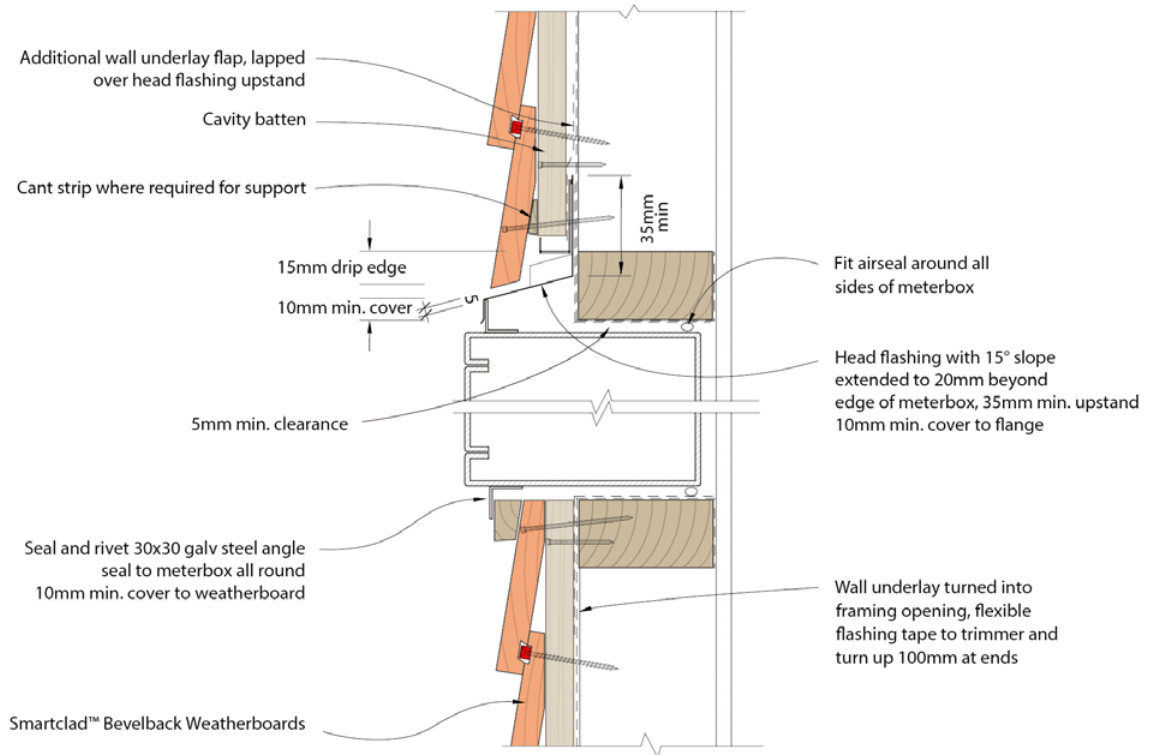 Additional wall underlay flap, lapped
over head flashing upstand
Cavity batten
Cant strip where required for support
35mm
min
15mm drip edge
10mm min. cover
5
5mm min. clearance
Fit airseal around all
sides of meterbox
Head flashing with 15° slope
extended to 20mm beyond
edge of meterbox, 35mm min. upstand
10mm min. cover to flange
Seal and rivet 30x30 galv steel angle
seal to meterbox all round
10mm min. cover to weatherboard
Wall underlay turned into
framing opening, flexible
flashing tape to trimmer and
turn up 100mm at ends
Smartclad™ Bevelback Weatherboards